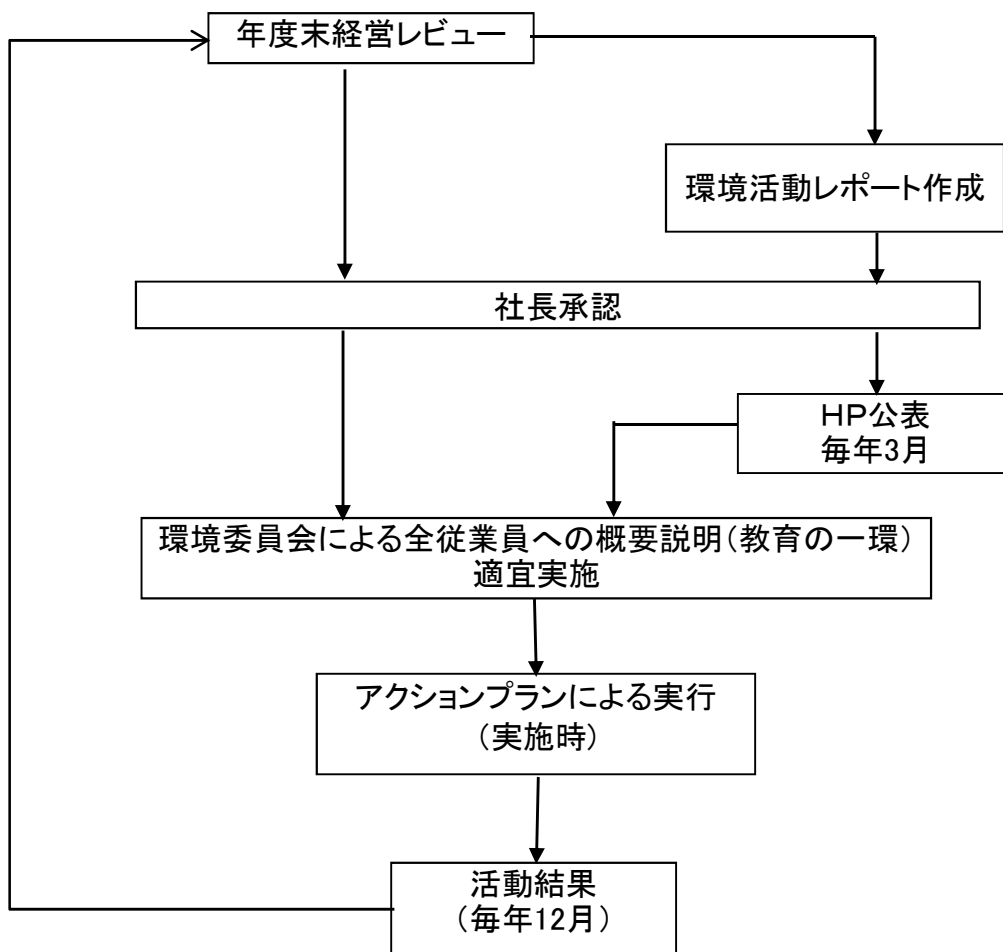 年度末経営レビュー
環境活動レポート作成
社長承認
ＨＰ公表
毎年3月
環境委員会による全従業員への概要説明（教育の一環）
適宜実施
アクションプランによる実行
（実施時）
活動結果
（毎年12月）